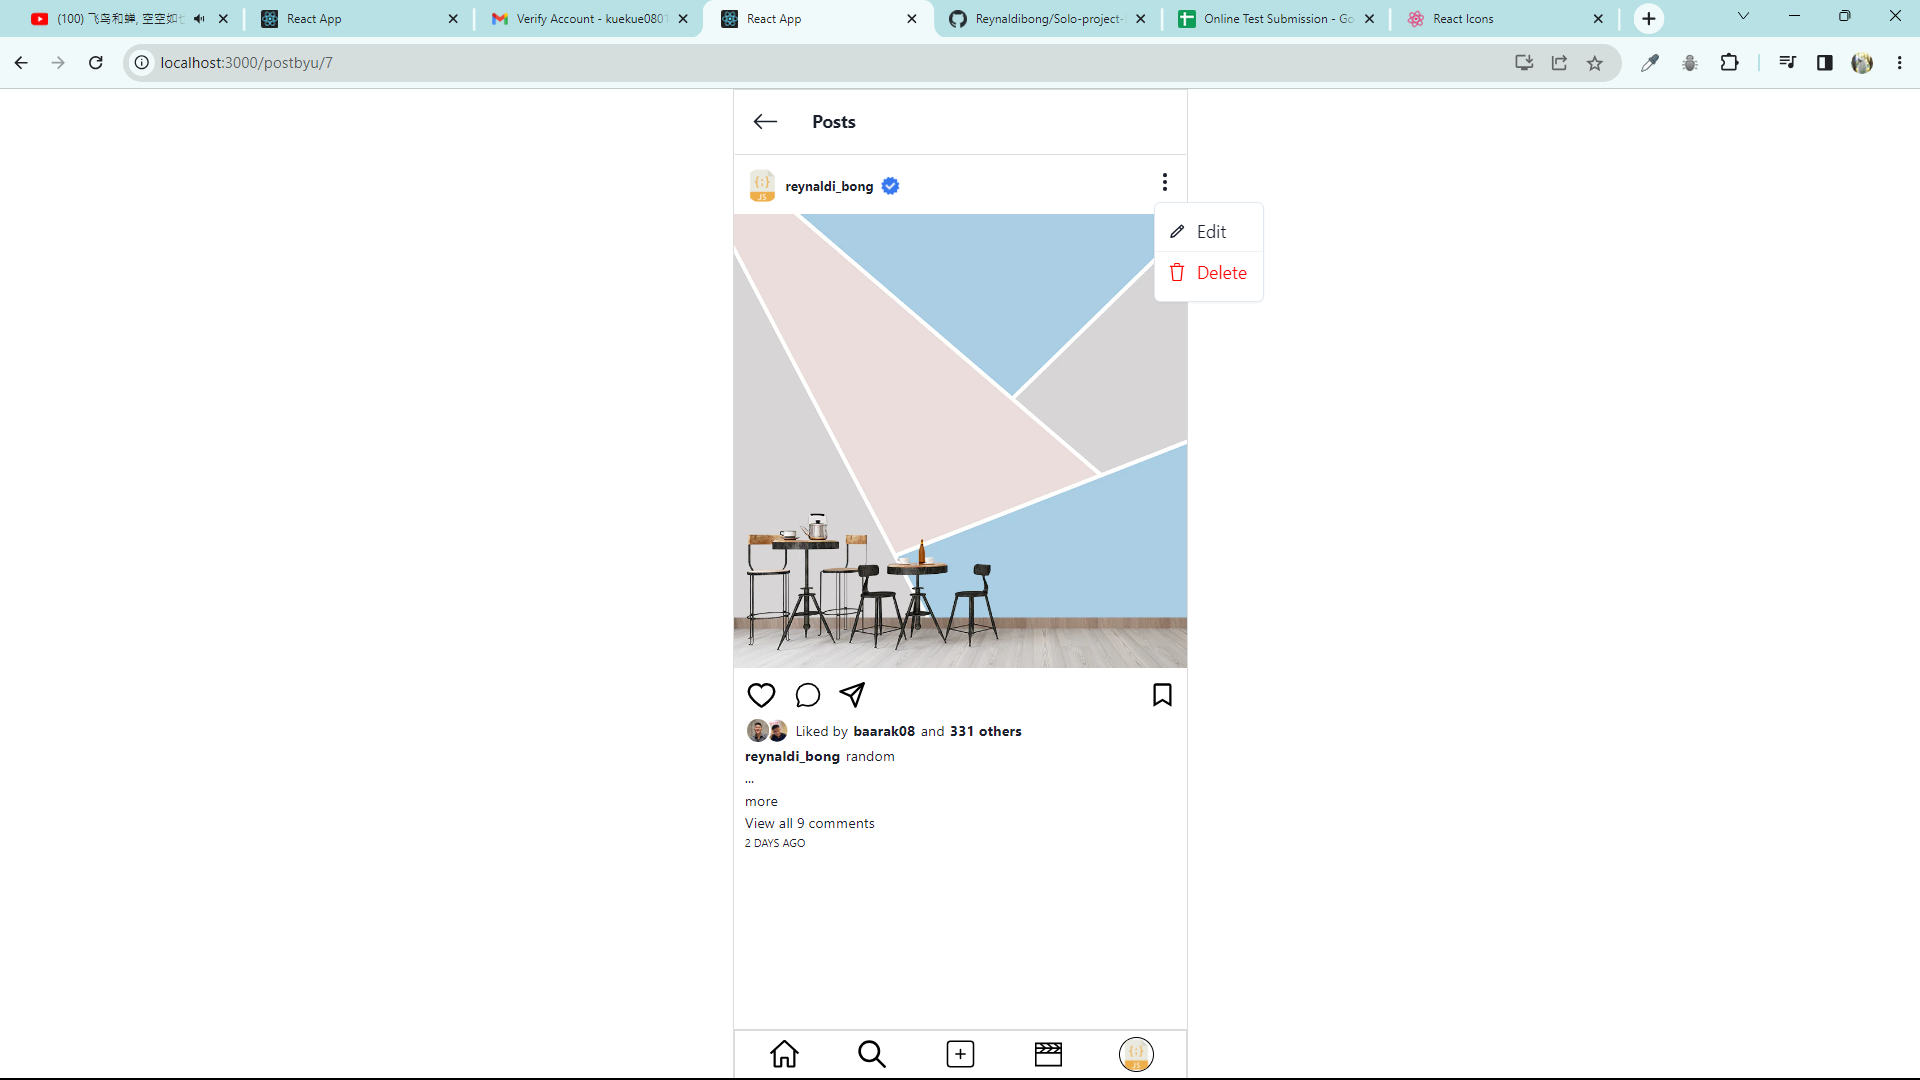 (100) 飞鸟和蝉, 空空如
React App
Verify Account - kuekue080
React App
Reynaldibong/Solo-project-
Online Test Submission - Go
React Icons
localhost:3000/postbyu/7
Posts
reynaldi_bong
Edit
Delete
Liked by baarak08 and 331 others
reynaldi_bong random
...
more
View all 9 comments
2 DAYS AGO
JS